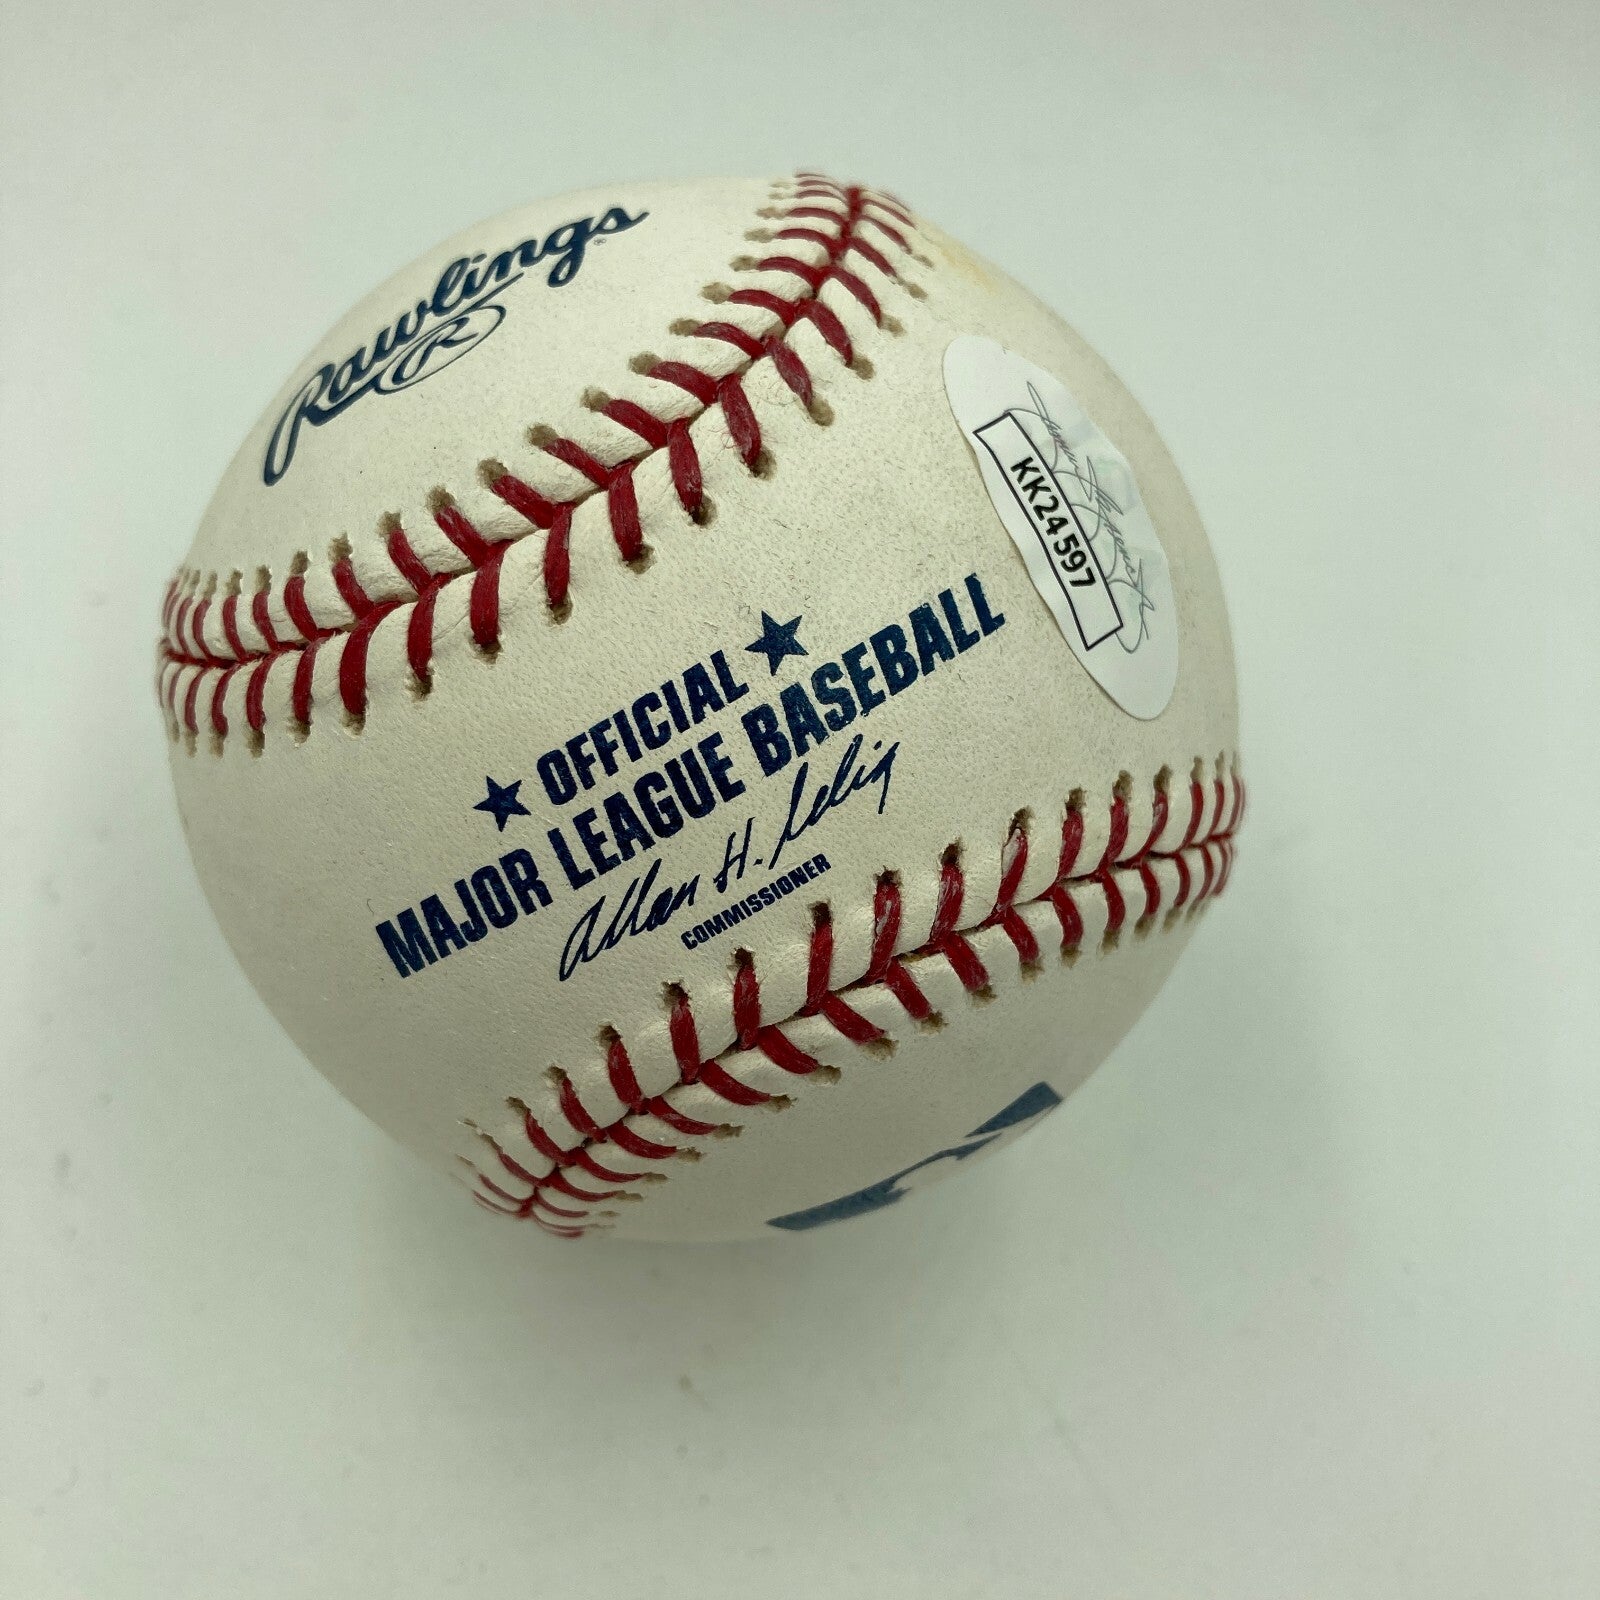 Rawlings
®
R
KK24597
★ OFFICIAL ★
MAJOR LEAGUE BASEBALL
Allan H. Selig
COMMISSIONER